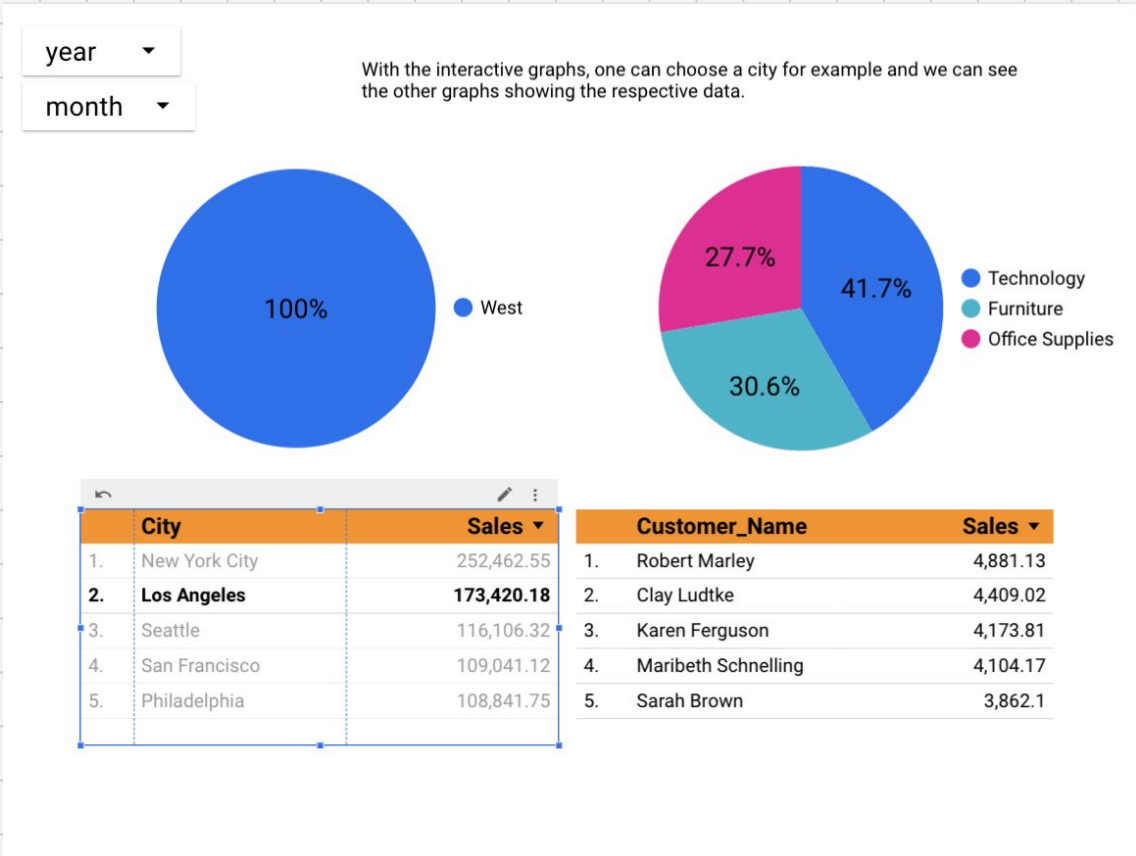 year
month
With the interactive graphs, one can choose a city for example and we can see
the other graphs showing the respective data.
100%
West
27.7%
41.7%
30.6%
Technology
Furniture
Office Supplies
City Sales
1. New York City 252,462.55
2. Los Angeles 173,420.18
3. Seattle 116,106.32
4. San Francisco 109,041.12
5. Philadelphia 108,841.75
Customer_Name Sales
1. Robert Marley 4,881.13
2. Clay Ludtke 4,409.02
3. Karen Ferguson 4,173.81
4. Maribeth Schnelling 4,104.17
5. Sarah Brown 3,862.1